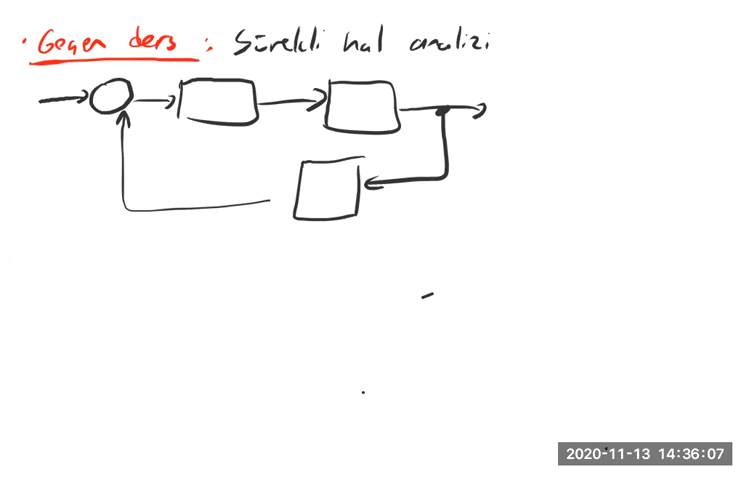 · Geçen ders : Sürekli hal analizi
2020-11-13 14:36:07